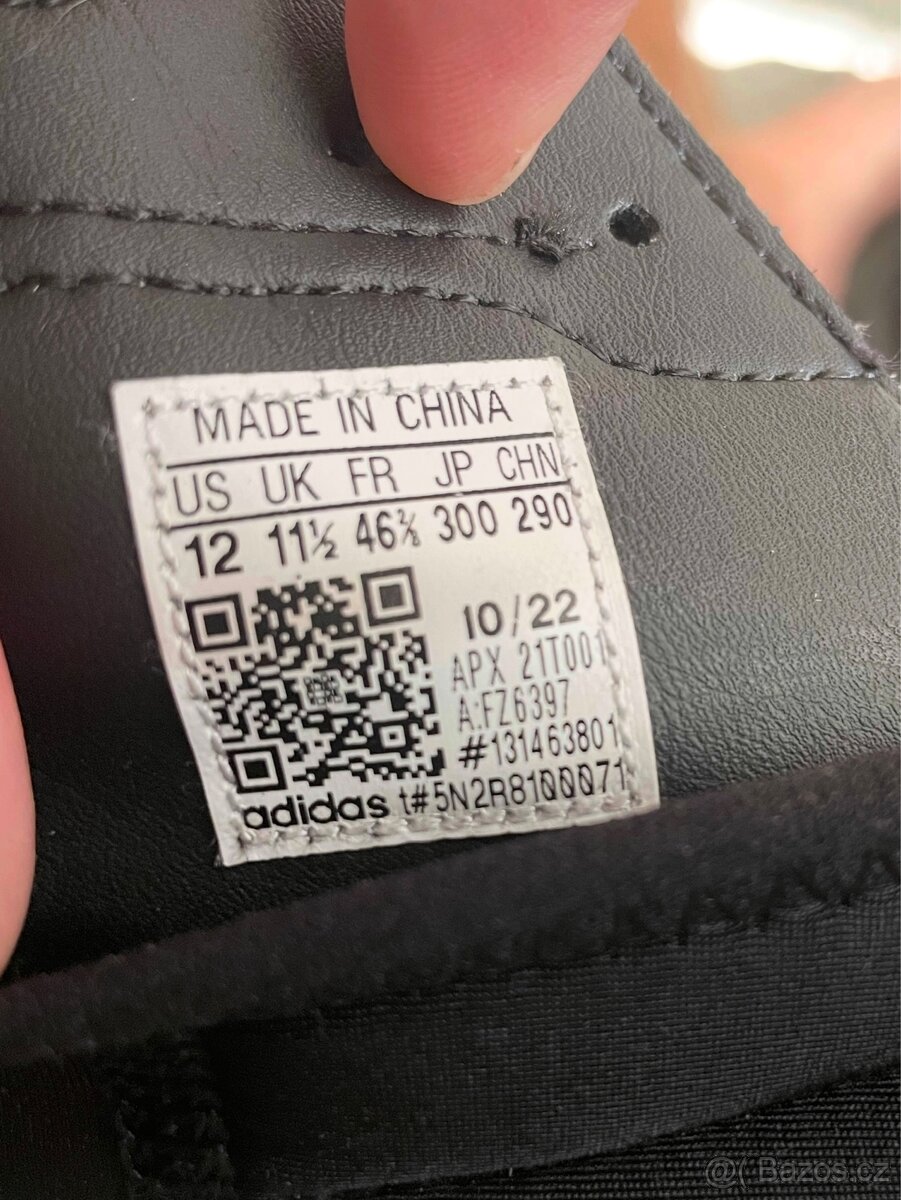 MADE IN CHINA
US UK FR JP CHN
12 11½ 46⅔ 300 290
10/22
APX 21T001
A:FZ6397
#131463801
adidas t#5N2R8100071
@( Bazos.cz